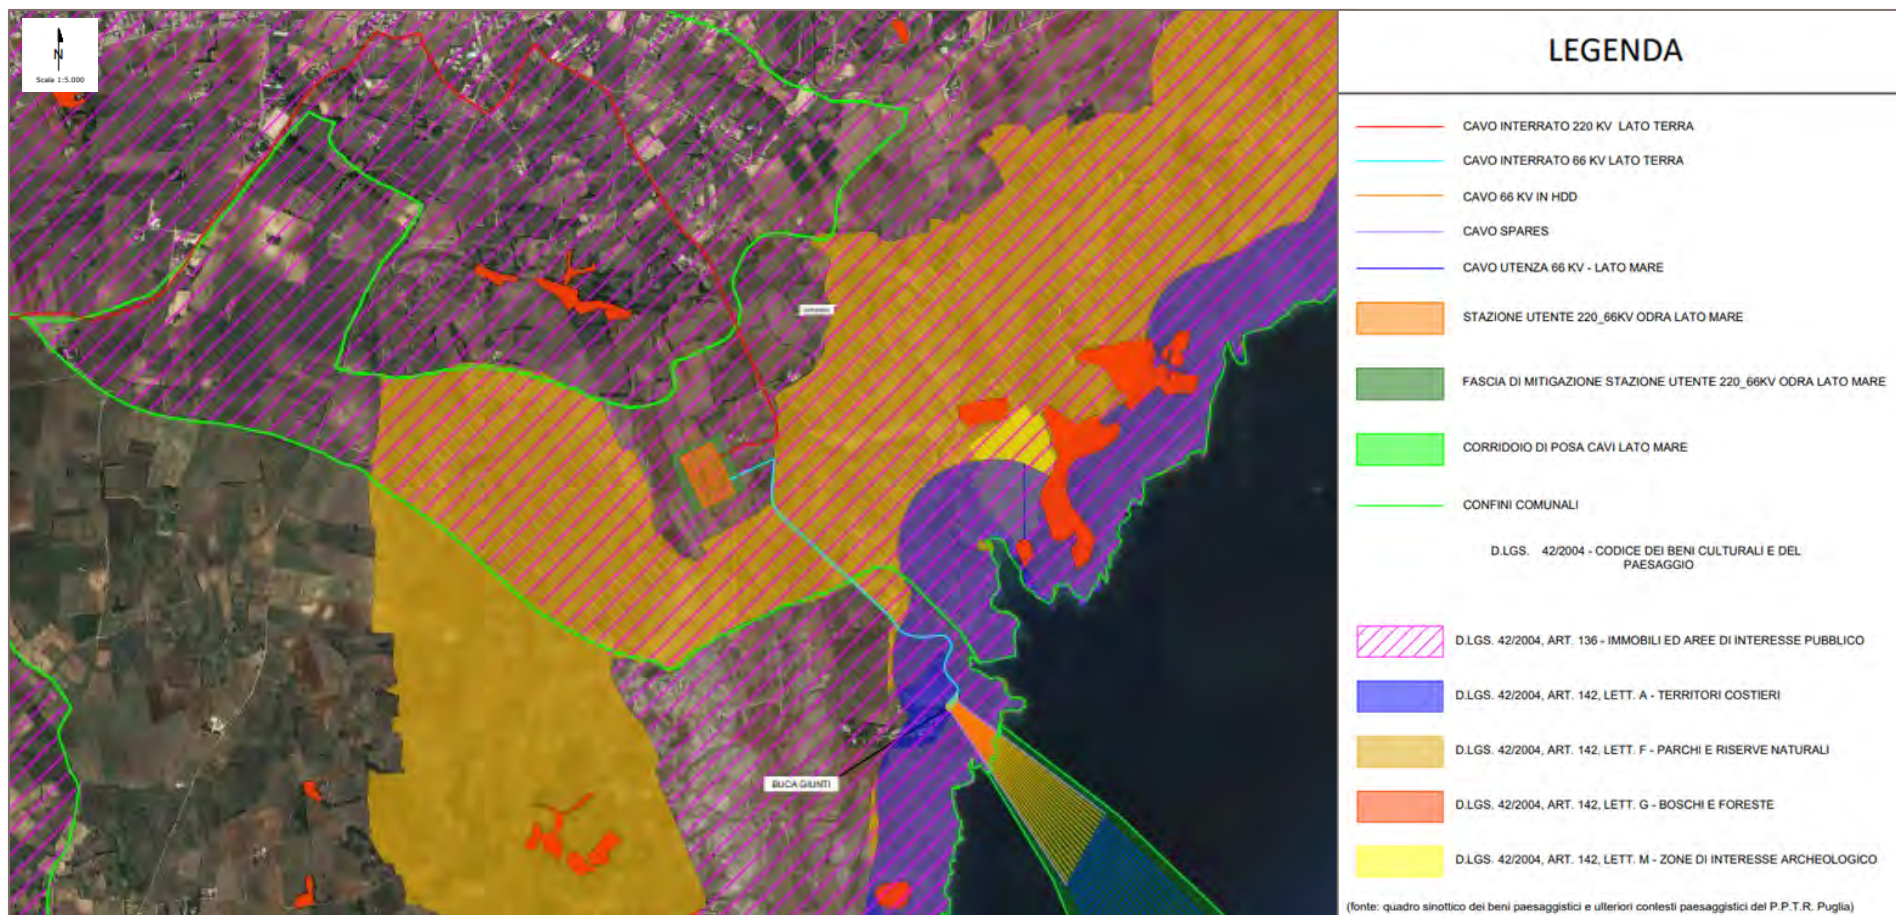 N
Scala 1:5.000
BUCA GIUNTI
LEGENDA
CAVO INTERRATO 220 KV LATO TERRA
CAVO INTERRATO 66 KV LATO TERRA
CAVO 66 KV IN HDD
CAVO SPARES
CAVO UTENZA 66 KV - LATO MARE
STAZIONE UTENTE 220_66KV ODRA LATO MARE
FASCIA DI MITIGAZIONE STAZIONE UTENTE 220_66KV ODRA LATO MARE
CORRIDOIO DI POSA CAVI LATO MARE
CONFINI COMUNALI
D.LGS. 42/2004 - CODICE DEI BENI CULTURALI E DEL
PAESAGGIO
D.LGS. 42/2004, ART. 136 - IMMOBILI ED AREE DI INTERESSE PUBBLICO
D.LGS. 42/2004, ART. 142, LETT. A - TERRITORI COSTIERI
D.LGS. 42/2004, ART. 142, LETT. F - PARCHI E RISERVE NATURALI
D.LGS. 42/2004, ART. 142, LETT. G - BOSCHI E FORESTE
D.LGS. 42/2004, ART. 142, LETT. M - ZONE DI INTERESSE ARCHEOLOGICO
(fonte: quadro sinottico dei beni paesaggistici e ulteriori contesti paesaggistici del P.P.T.R. Puglia)